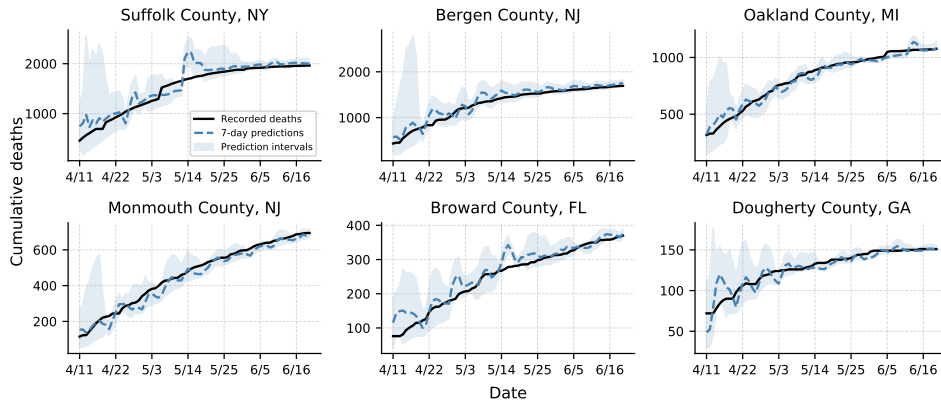 Suffolk County, NY
Bergen County, NJ
Oakland County, MI
2000
1000
Recorded deaths
7-day predictions
Prediction intervals
4/11 4/22 5/3 5/14 5/25 6/5 6/16
2000
1000
4/11 4/22 5/3 5/14 5/25 6/5 6/16
1000
500
4/11 4/22 5/3 5/14 5/25 6/5 6/16
Cumulative deaths
Monmouth County, NJ
Broward County, FL
Dougherty County, GA
600
400
200
4/11 4/22 5/3 5/14 5/25 6/5 6/16
400
300
200
100
4/11 4/22 5/3 5/14 5/25 6/5 6/16
150
100
50
4/11 4/22 5/3 5/14 5/25 6/5 6/16
Date